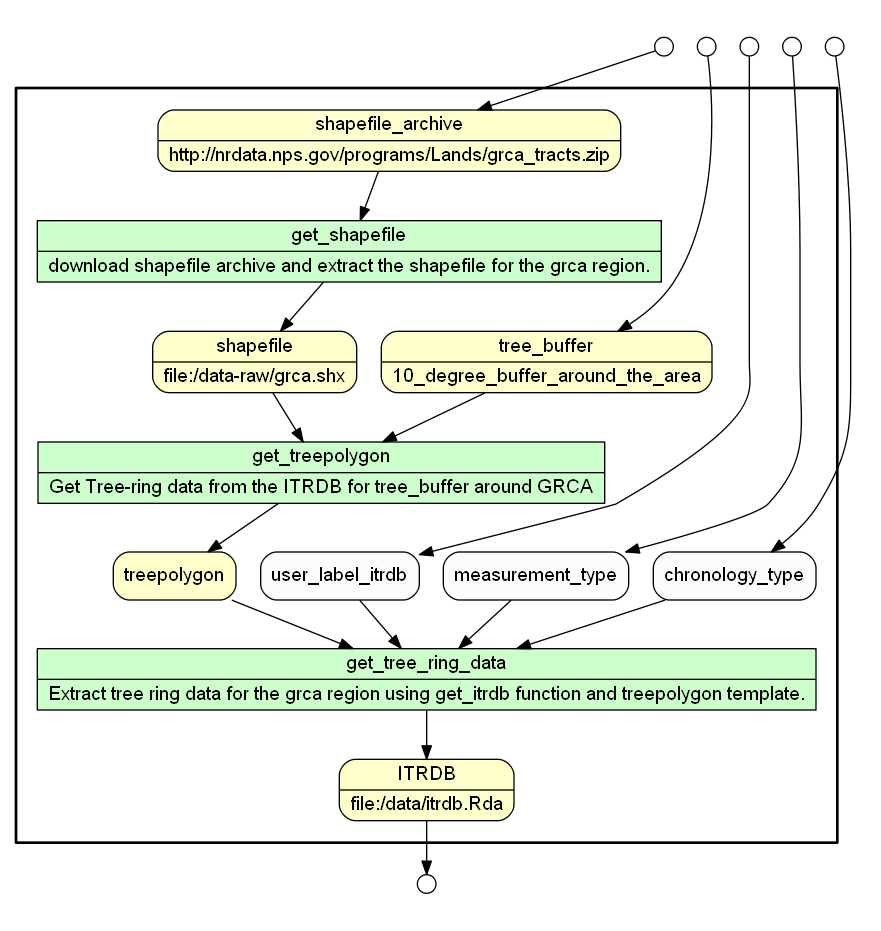 shapefile_archive
http://nrdata.nps.gov/programs/Lands/grca_tracts.zip
get_shapefile
download shapefile archive and extract the shapefile for the grca region.
shapefile
file:/data-raw/grca.shx
tree_buffer
10_degree_buffer_around_the_area
get_treepolygon
Get Tree-ring data from the ITRDB for tree_buffer around GRCA
treepolygon
user_label_itrdb
measurement_type
chronology_type
get_tree_ring_data
Extract tree ring data for the grca region using get_itrdb function and treepolygon template.
ITRDB
file:/data/itrdb.Rda